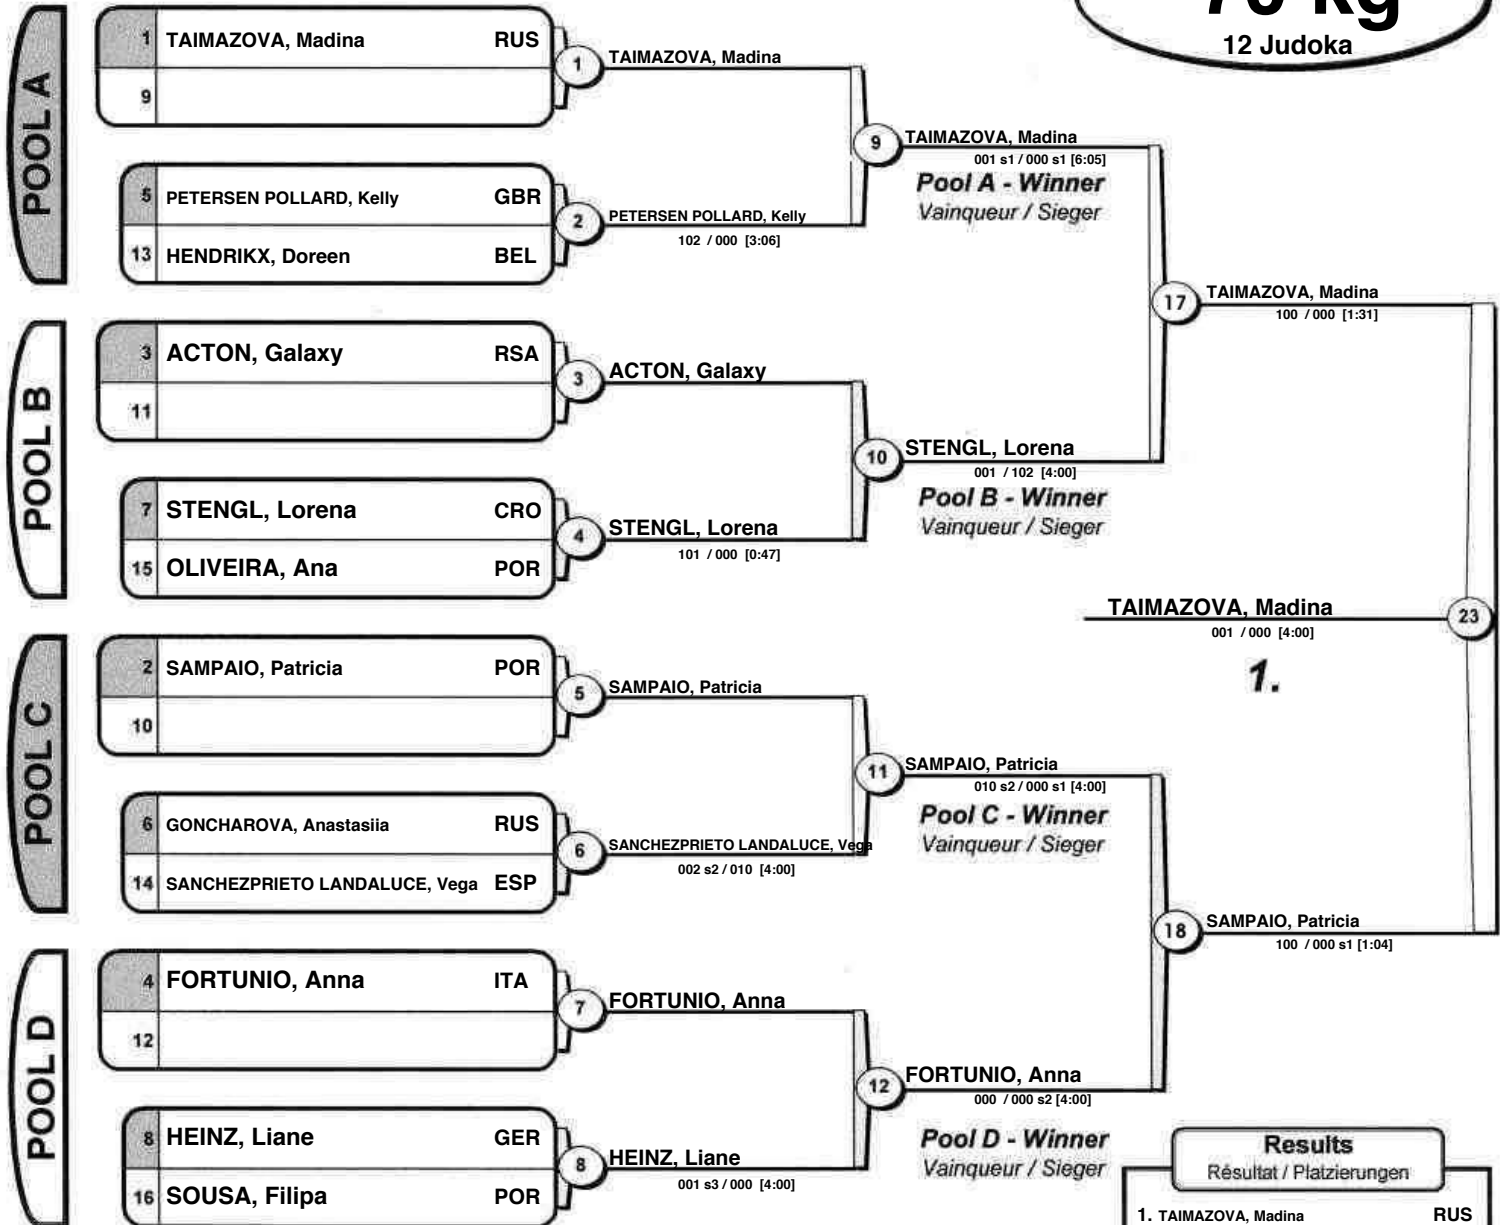 70 kg
12 Judoka
POOL A
1 TAIMAZOVA, Madina RUS
9
5 PETERSEN POLLARD, Kelly GBR
13 HENDRIKX, Doreen BEL
1 TAIMAZOVA, Madina
2 PETERSEN POLLARD, Kelly
102 / 000 [3:06]
9 TAIMAZOVA, Madina
001 s1 / 000 s1 [6:05]
Pool A - Winner
Vainqueur / Sieger
POOL B
3 ACTON, Galaxy RSA
11
7 STENGL, Lorena CRO
15 OLIVEIRA, Ana POR
3 ACTON, Galaxy
4 STENGL, Lorena
101 / 000 [0:47]
10 STENGL, Lorena
001 / 102 [4:00]
Pool B - Winner
Vainqueur / Sieger
17 TAIMAZOVA, Madina
100 / 000 [1:31]
TAIMAZOVA, Madina 23
001 / 000 [4:00]
1.
POOL C
2 SAMPAIO, Patricia POR
10
6 GONCHAROVA, Anastasiia RUS
14 SANCHEZPRIETO LANDALUCE, Vega ESP
5 SAMPAIO, Patricia
6 SANCHEZPRIETO LANDALUCE, Vega
002 s2 / 010 [4:00]
11 SAMPAIO, Patricia
010 s2 / 000 s1 [4:00]
Pool C - Winner
Vainqueur / Sieger
18 SAMPAIO, Patricia
100 / 000 s1 [1:04]
POOL D
4 FORTUNIO, Anna ITA
12
8 HEINZ, Liane GER
16 SOUSA, Filipa POR
7 FORTUNIO, Anna
8 HEINZ, Liane
001 s3 / 000 [4:00]
12 FORTUNIO, Anna
000 / 000 s2 [4:00]
Pool D - Winner
Vainqueur / Sieger
Results
Résultat / Platzierungen
1. TAIMAZOVA, Madina RUS